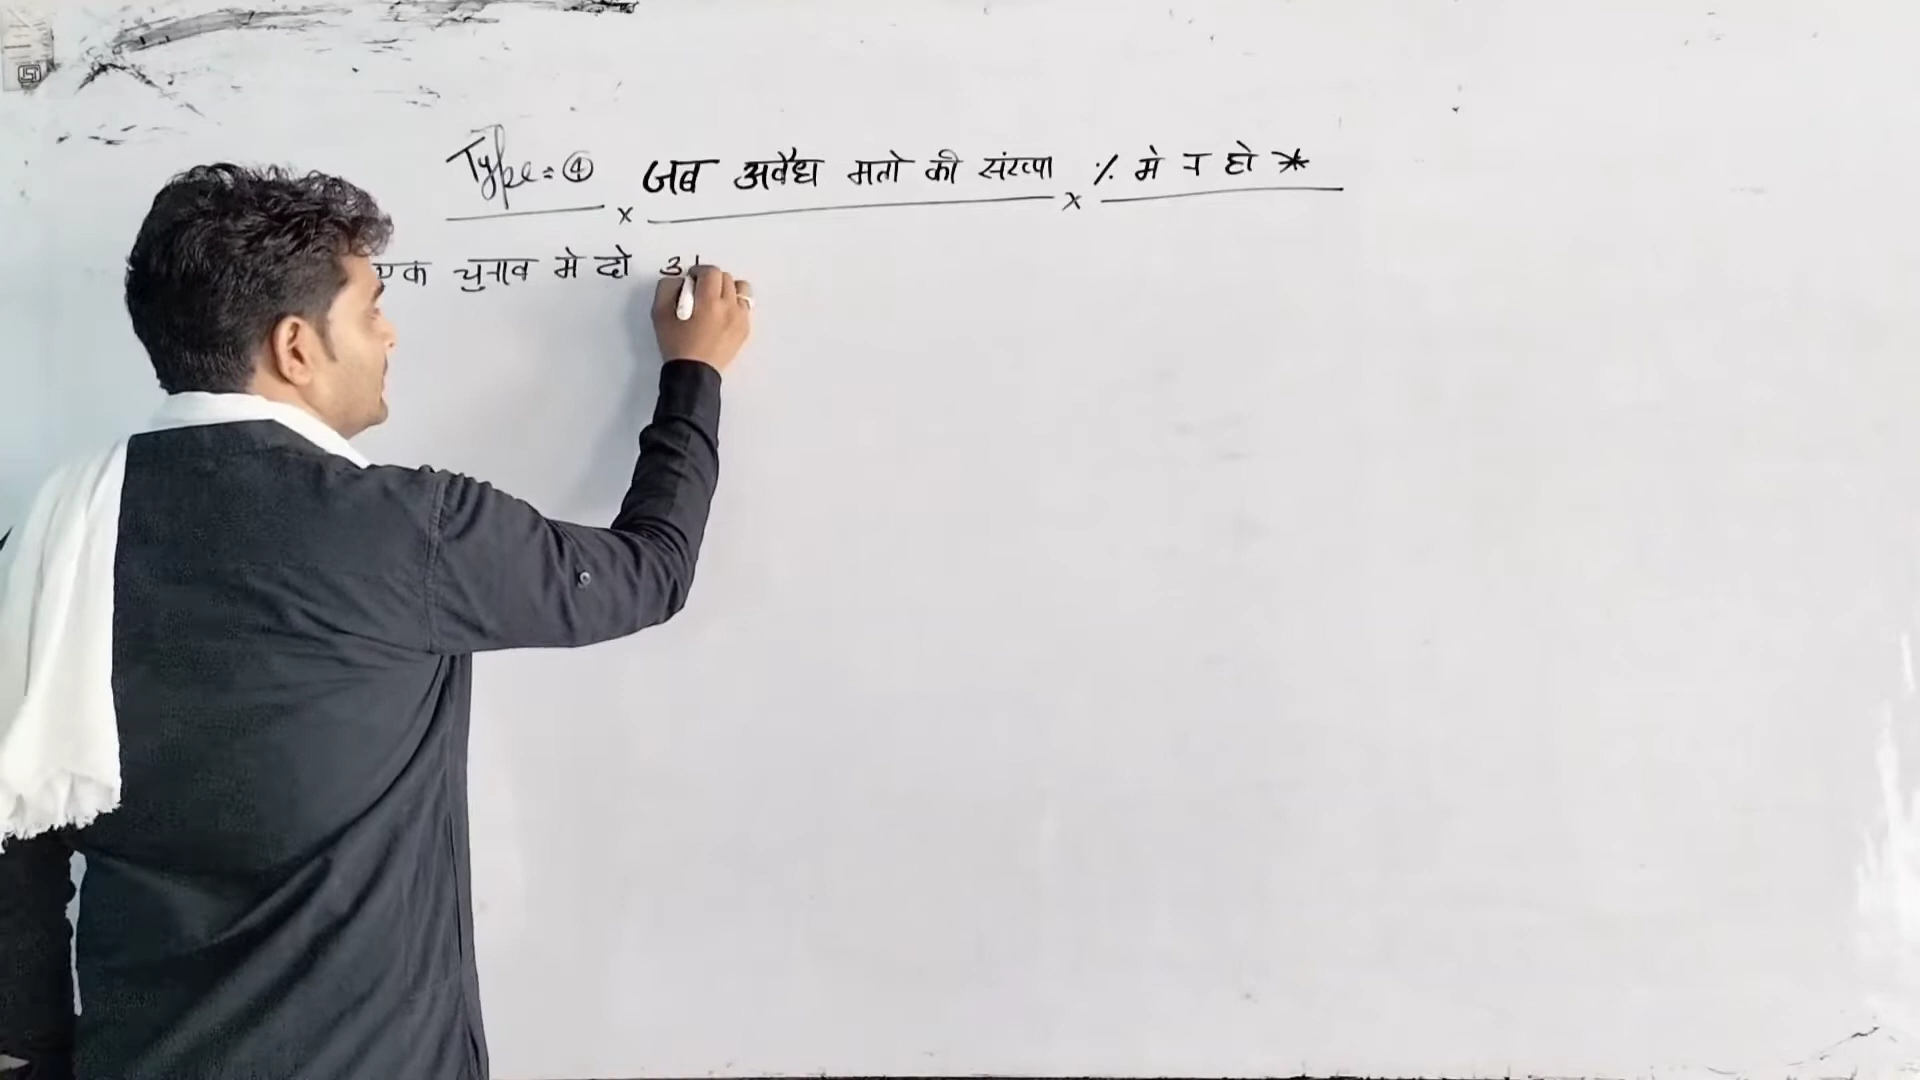 Type=④ जब अवैध मतो की संख्या % मे न हो *
एक चुनाव मे दो